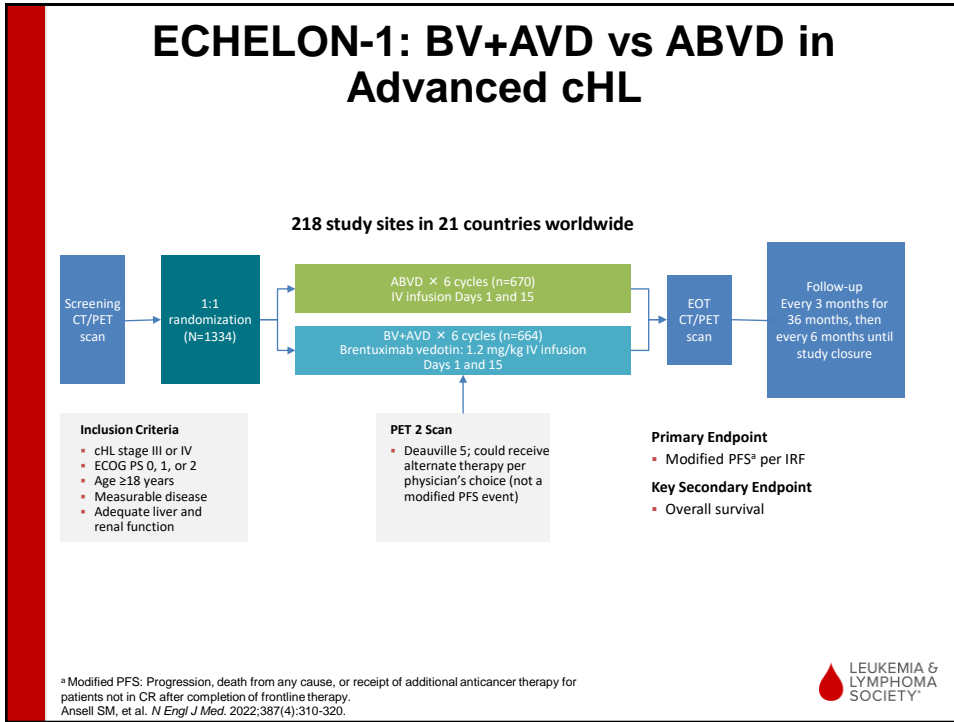 ECHELON-1: BV+AVD vs ABVD in
Advanced cHL
218 study sites in 21 countries worldwide
Screening
CT/PET
scan
1:1
randomization
(N=1334)
ABVD × 6 cycles (n=670)
IV infusion Days 1 and 15
BV+AVD × 6 cycles (n=664)
Brentuximab vedotin: 1.2 mg/kg IV infusion
Days 1 and 15
EOT
CT/PET
scan
Follow-up
Every 3 months for
36 months, then
every 6 months until
study closure
Inclusion Criteria
▪ cHL stage III or IV
▪ ECOG PS 0, 1, or 2
▪ Age ≥18 years
▪ Measurable disease
▪ Adequate liver and
renal function
PET 2 Scan
▪ Deauville 5; could receive
alternate therapy per
physician's choice (not a
modified PFS event)
Primary Endpoint
▪ Modified PFSᵃ per IRF
Key Secondary Endpoint
▪ Overall survival
ᵃ Modified PFS: Progression, death from any cause, or receipt of additional anticancer therapy for
patients not in CR after completion of frontline therapy.
Ansell SM, et al. N Engl J Med. 2022;387(4):310-320.
LEUKEMIA &
LYMPHOMA
SOCIETY®